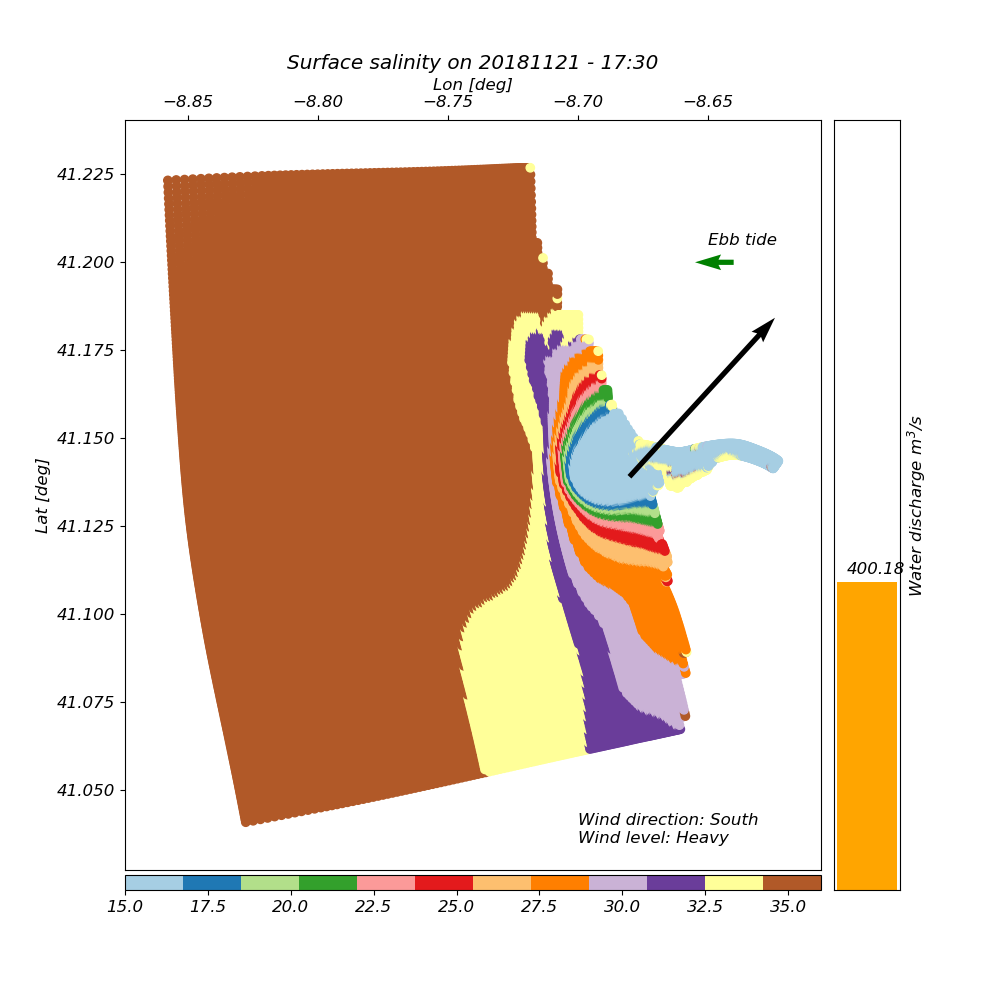 Surface salinity on 20181121 - 17:30
Lon [deg]
−8.85 −8.80 −8.75 −8.70 −8.65
41.225
41.200
41.175
41.150
41.125
41.100
41.075
41.050
Lat [deg]
Ebb tide
Wind direction: South
Wind level: Heavy
400.18
Water discharge m³/s
15.0 17.5 20.0 22.5 25.0 27.5 30.0 32.5 35.0